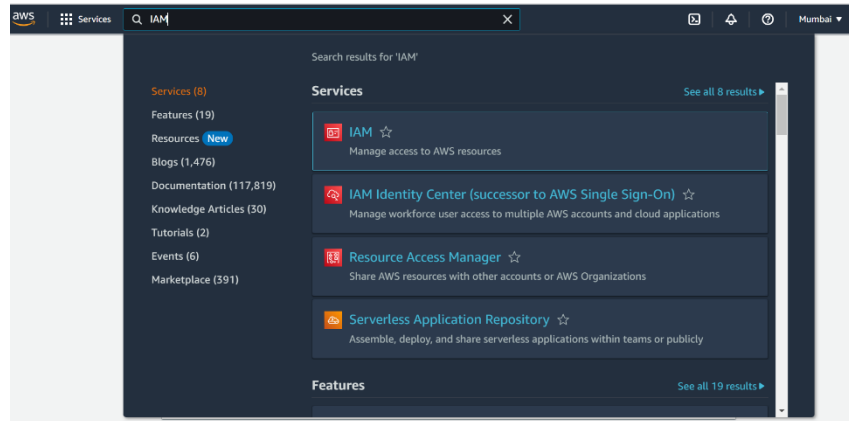 aws
Services
IAM
Mumbai
Search results for 'IAM'
Services (8)
Features (19)
Resources New
Blogs (1,476)
Documentation (117,819)
Knowledge Articles (30)
Tutorials (2)
Events (6)
Marketplace (391)
Services
See all 8 results
IAM
Manage access to AWS resources
IAM Identity Center (successor to AWS Single Sign-On)
Manage workforce user access to multiple AWS accounts and cloud applications
Resource Access Manager
Share AWS resources with other accounts or AWS Organizations
Serverless Application Repository
Assemble, deploy, and share serverless applications within teams or publicly
Features
See all 19 results